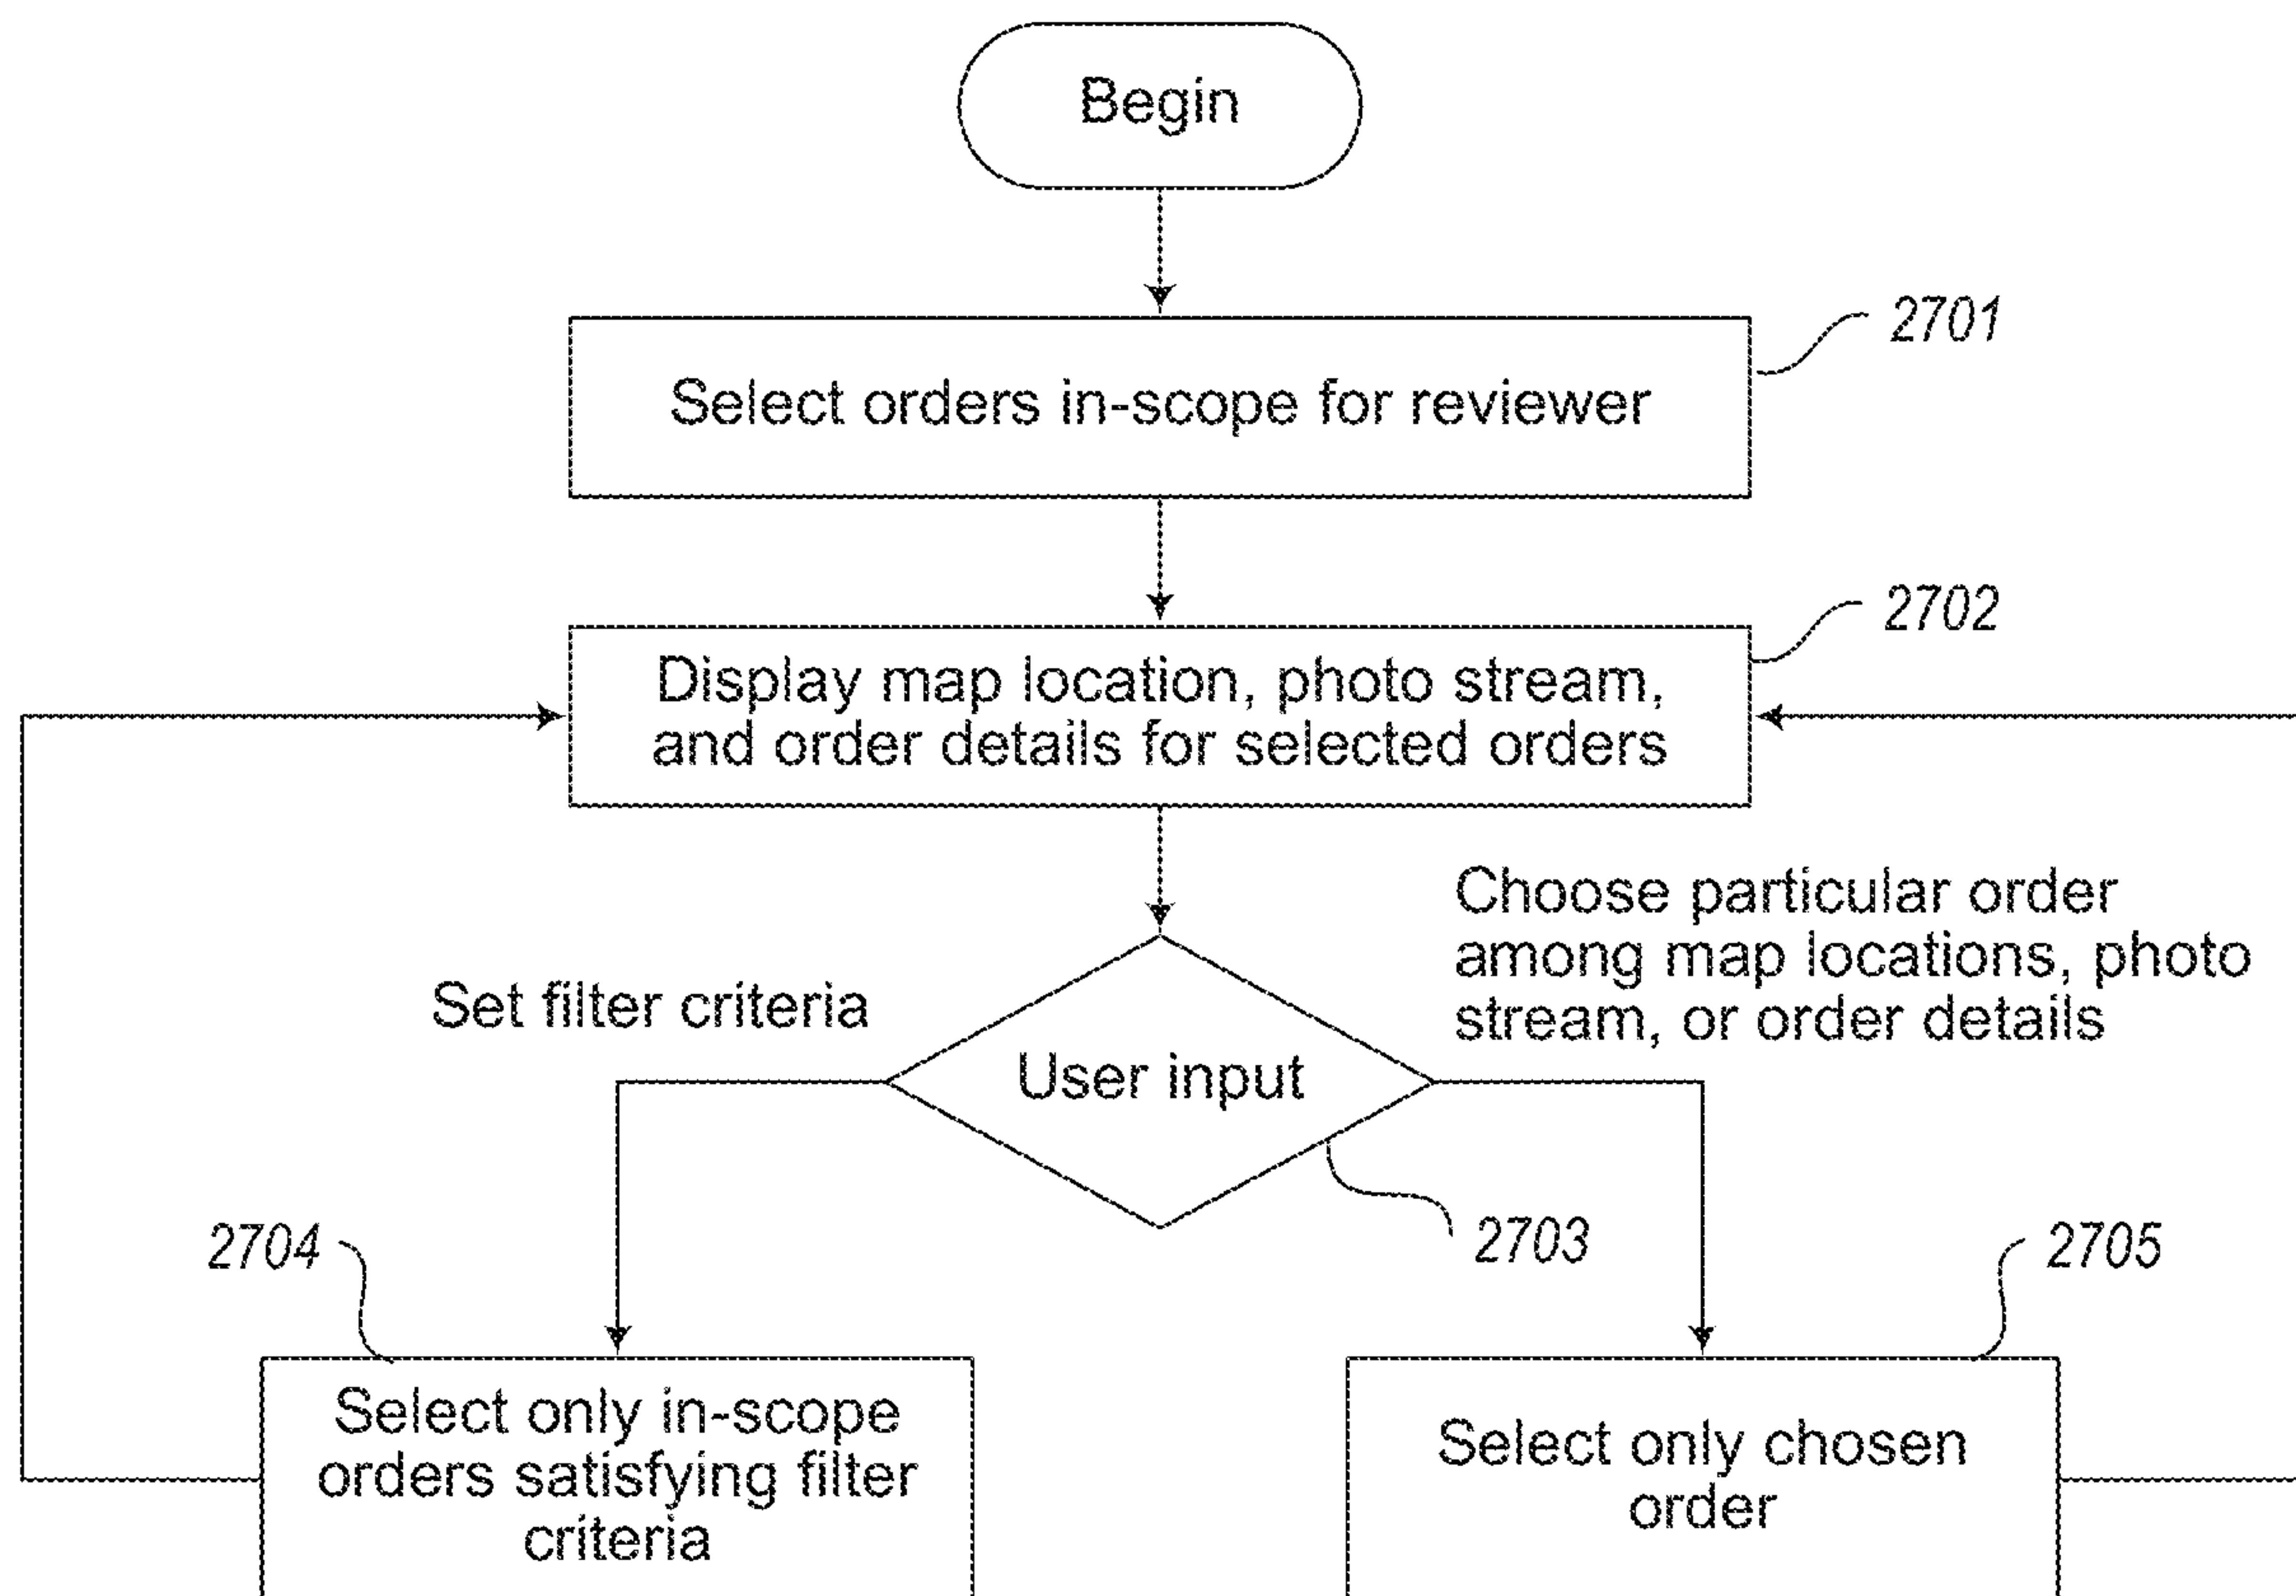 Begin
2701
Select orders in-scope for reviewer
2702
Display map location, photo stream,
and order details for selected orders
Choose particular order
among map locations, photo
stream, or order details
Set filter criteria
User input
2703
2704
2705
Select only in-scope
orders satisfying filter
criteria
Select only chosen
order